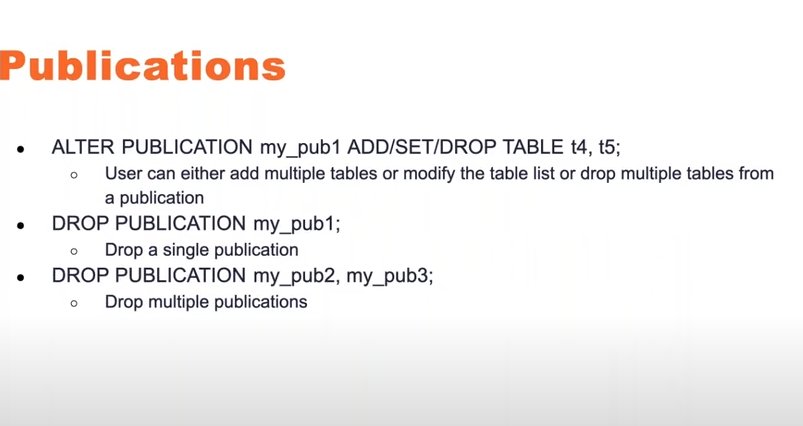 Publications
● ALTER PUBLICATION my_pub1 ADD/SET/DROP TABLE t4, t5;
○ User can either add multiple tables or modify the table list or drop multiple tables from
a publication
● DROP PUBLICATION my_pub1;
○ Drop a single publication
● DROP PUBLICATION my_pub2, my_pub3;
○ Drop multiple publications